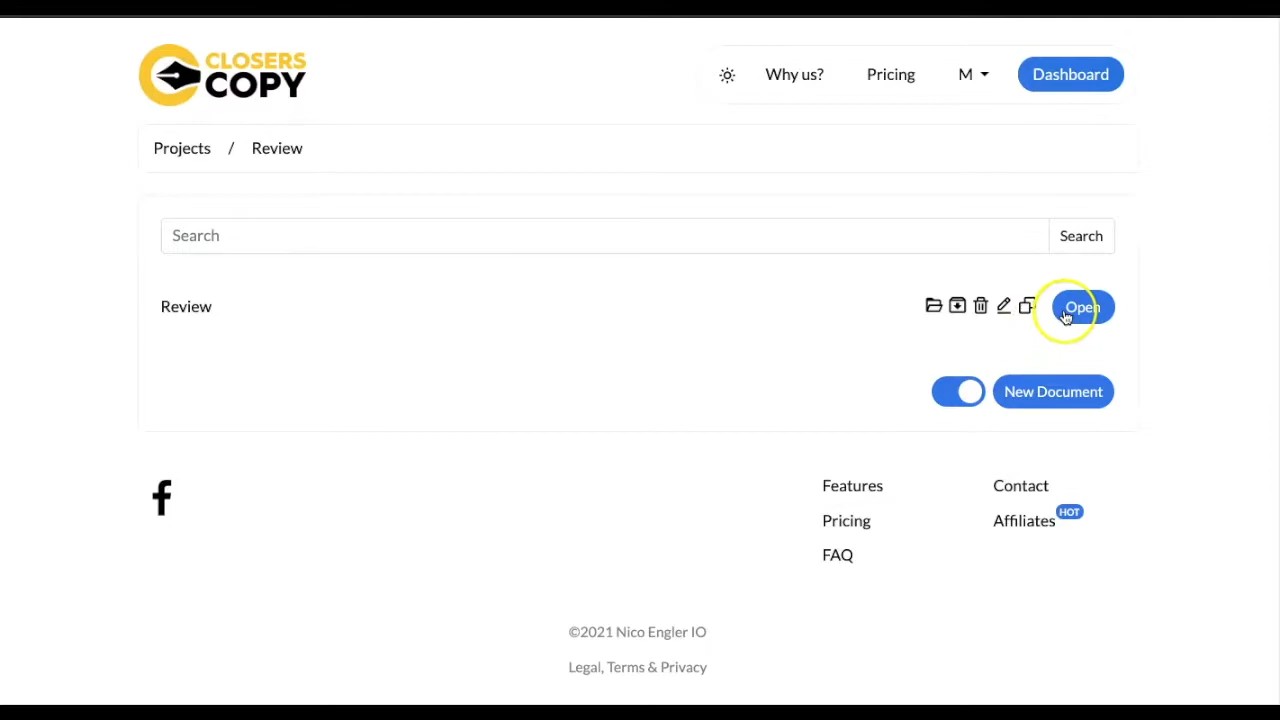 CLOSERS
COPY
Why us?
Pricing
M
Dashboard
Projects / Review
Search
Search
Review
Open
New Document
Features
Contact
Pricing
Affiliates HOT
FAQ
©2021 Nico Engler IO
Legal, Terms & Privacy